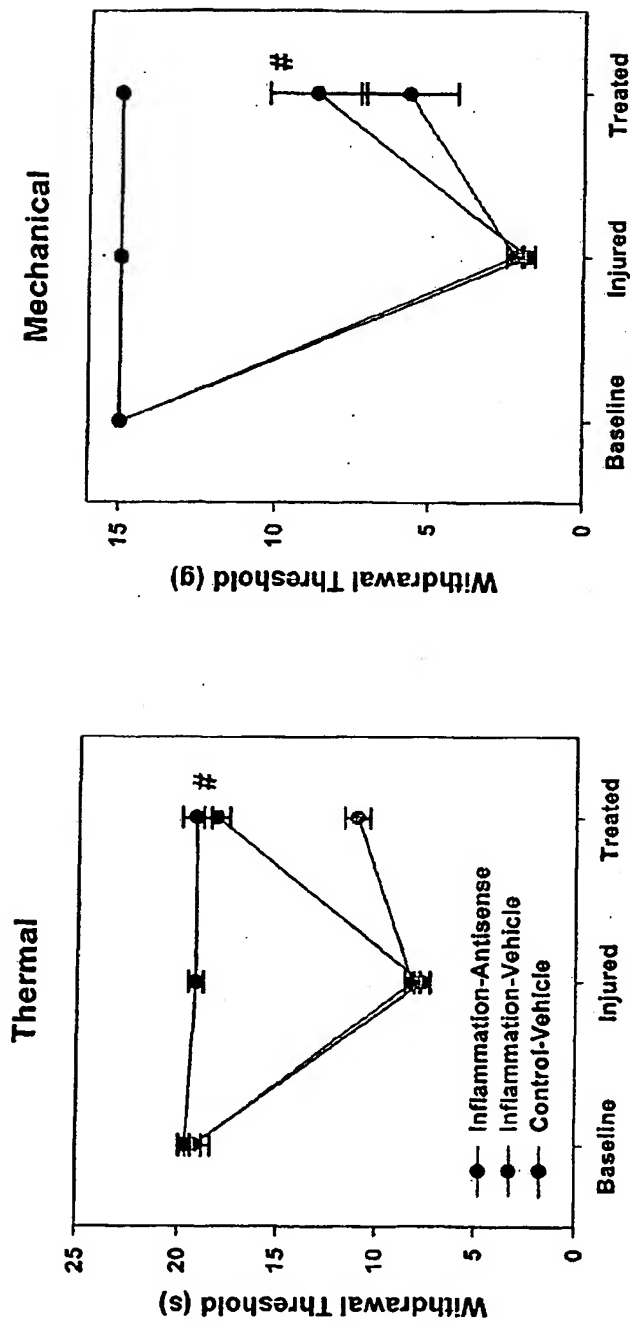 Thermal
Withdrawal Threshold (s)
25
20
15
10
5
0
#
Inflammation-Antisense
Inflammation-Vehicle
Control-Vehicle
Baseline
Injured
Treated
Mechanical
Withdrawal Threshold (g)
15
10
5
0
#
Baseline
Injured
Treated